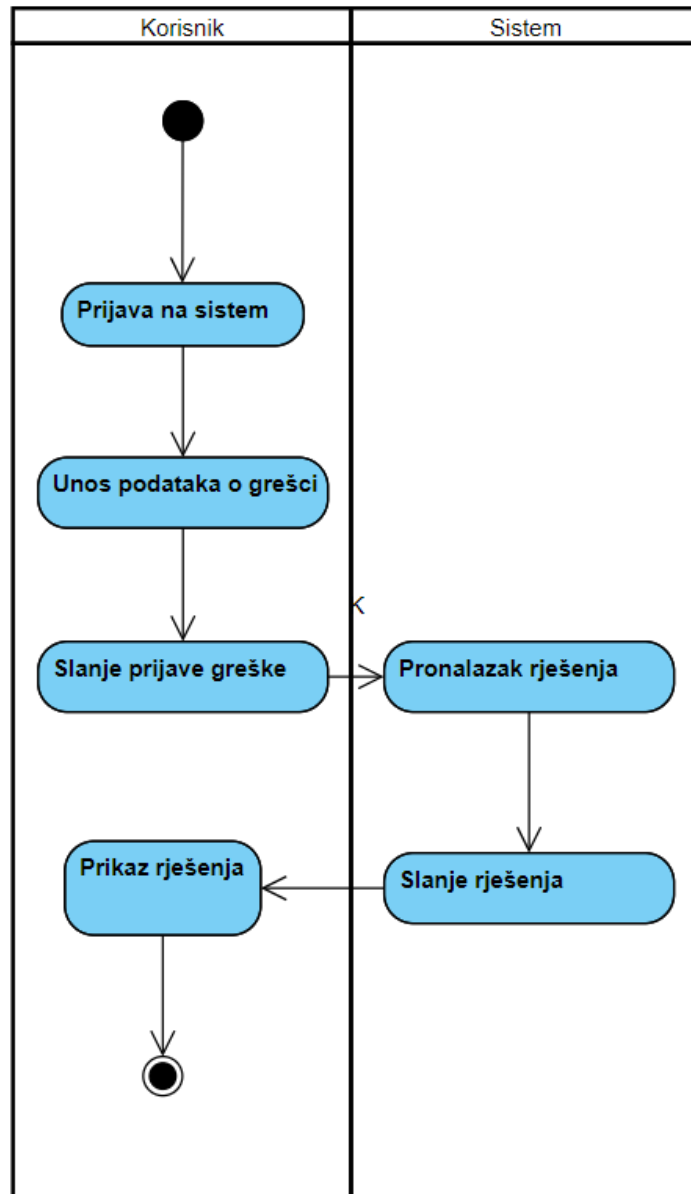 Korisnik
Sistem
Prijava na sistem
Unos podataka o grešci
K
Slanje prijave greške
Pronalazak rješenja
Prikaz rješenja
Slanje rješenja